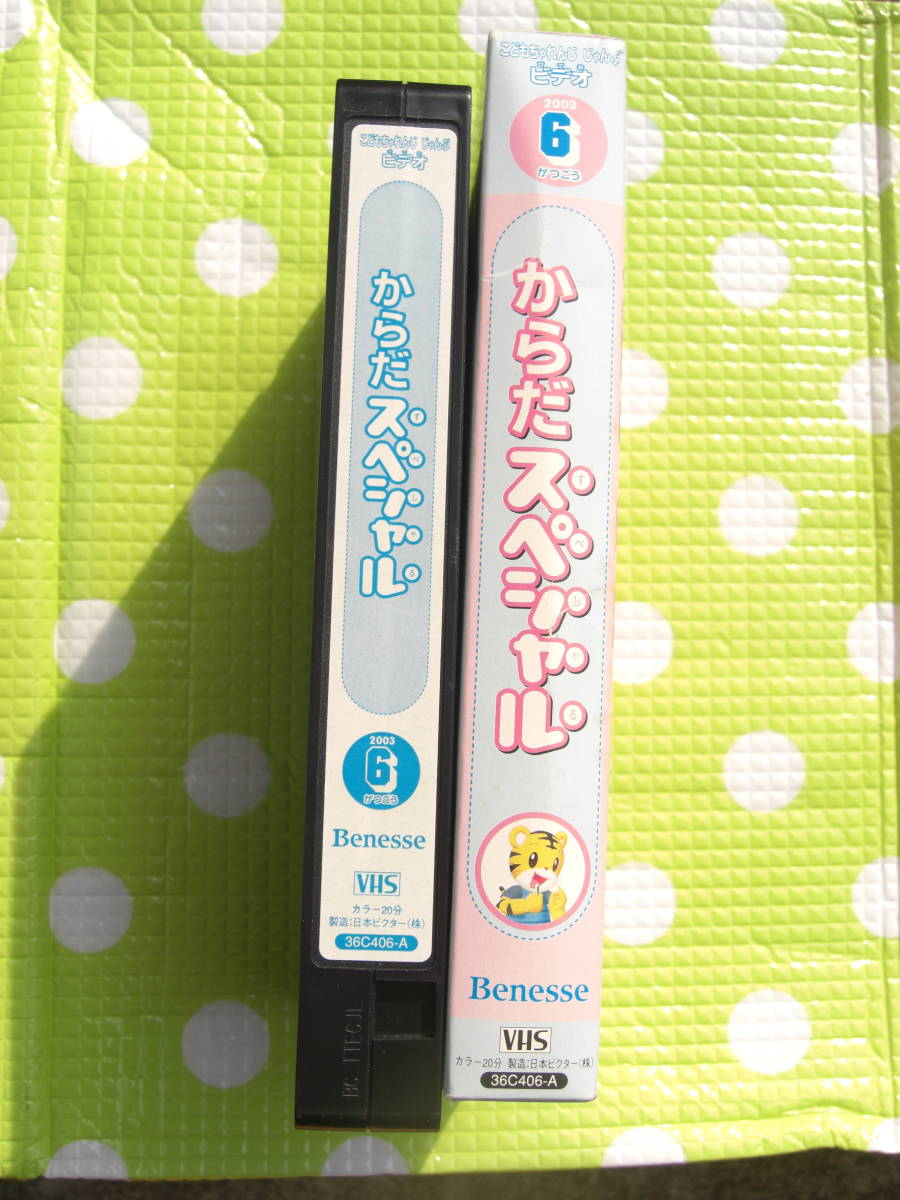 こどもちゃれんじ じゃんぷ
ビデオ
からだスペシャル
すぺしゃる
2003
6
がつごう
Benesse
VHS
カラー20分
製造:日本ビクター(株)
36C406-A
こどもちゃれんじ じゃんぷ
ビデオ
びでお
2003
6
がつごう
からだスペシャル
すぺしゃる
Benesse
VHS
カラー20分 製造:日本ビクター(株)
36C406-A